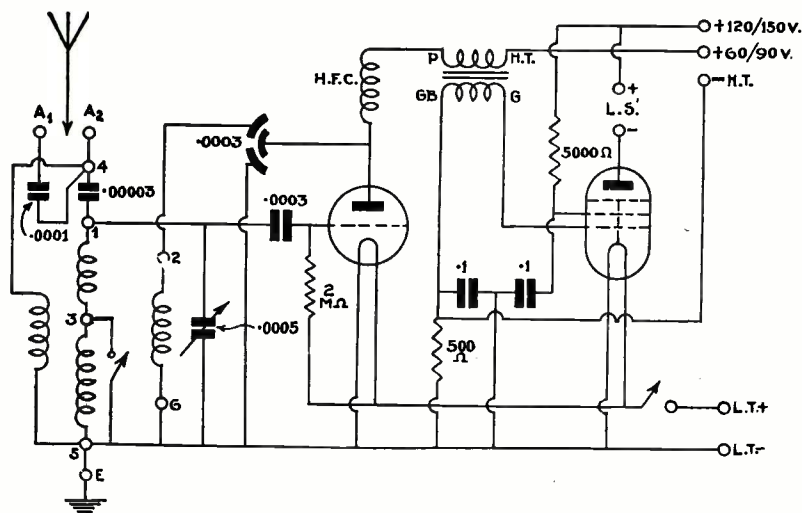 +120/150V.
P
H.T.
+60/90V.
H.F.C.
GB
G
-H.T.
A1
A2
+
L.S.'
-
.0003
5000Ω
4
.00003
.0003
.0001
1
2
.1
.1
2
MΩ
3
.0005
500
Ω
6
L.T.+
5
L.T.-
E